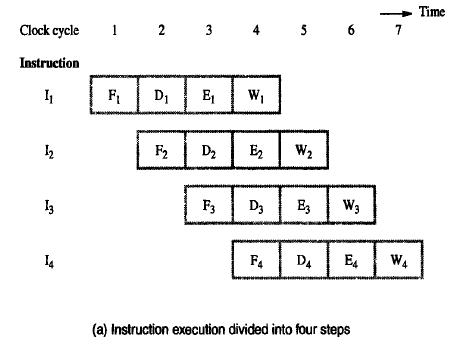 Time
Clock cycle 1 2 3 4 5 6 7
Instruction
I1 F1 D1 E1 W1
I2 F2 D2 E2 W2
I3 F3 D3 E3 W3
I4 F4 D4 E4 W4
(a) Instruction execution divided into four steps